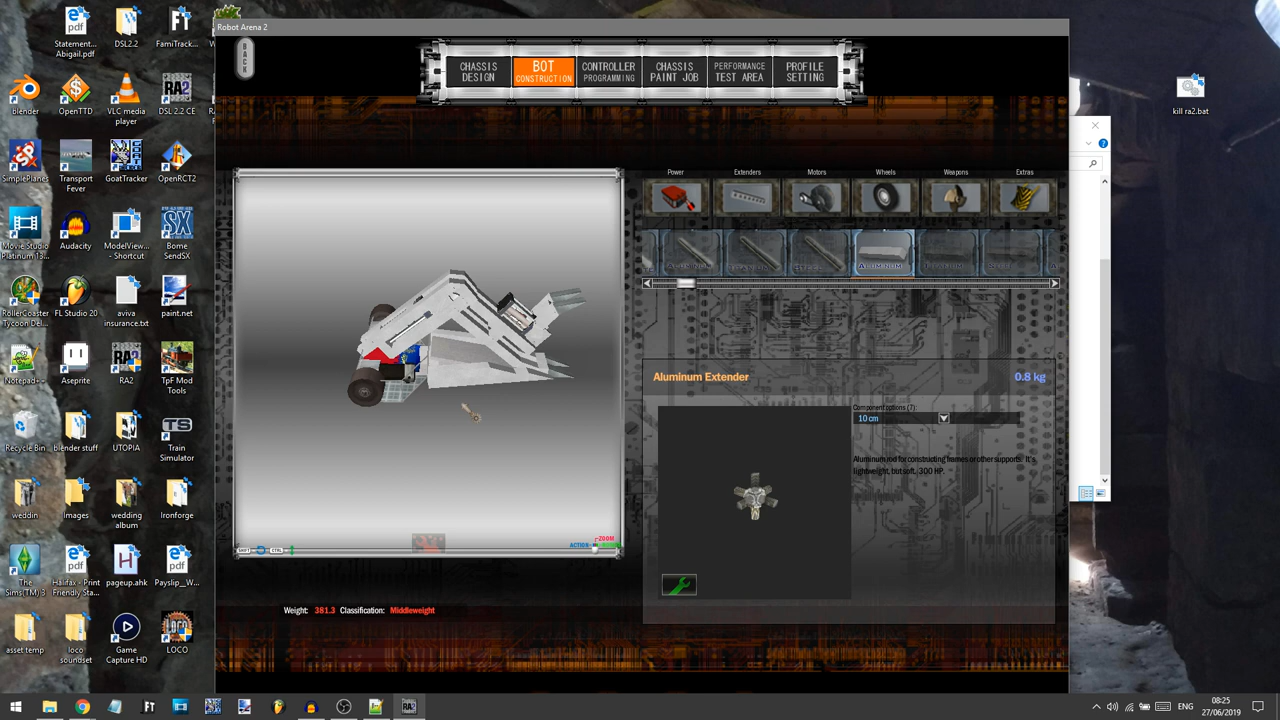 Robot Arena 2
BACK
CHASSIS DESIGN
BOT CONSTRUCTION
CONTROLLER PROGRAMMING
CHASSIS PAINT JOB
PERFORMANCE TEST AREA
PROFILE SETTING
Power
Extenders
Motors
Wheels
Weapons
Extras
ALUMINUM
TITANIUM
STEEL
ALUMINUM
TITANIUM
STEEL
Aluminum Extender
0.8 kg
Component options (7):
10 cm
Aluminum rod for constructing frames or other supports. It's
lightweight, but soft. 300 HP.
SHIFT
CTRL
ZOOM
ACTION
Weight: 381.3 Classification: Middleweight
Statement...
Abigail.pdf
DSL2.2
FamiTrack...
Blender
OpenTTD
VLC media
player
DSL 2.2 CE
SimplePlanes
Transport
Fever
GoatTracker
OpenRCT2
Movie Studio
Platinum 13...
Audacity
ModelView...
- Shortcut
Bome
SendSX
RollerCoaster
Tycoon Del...
FL Studio 20
aviva
insurance.txt
paint.net
Notepad++
Aseprite
RA2
TpF Mod
Tools
Recycle Bin
blender stuff
UTOPIA
Train
Simulator
weddin
Images
wedding
album
Ironforge
The
Sims(TM) 3
Halifax - Print
Friendly Sta...
pageup.ahk
Payslip_W...
asset temp
loco
soundset
Game
Capture HD
LOCO
kill ra2.bat
ENG
08:25
27/06/2019